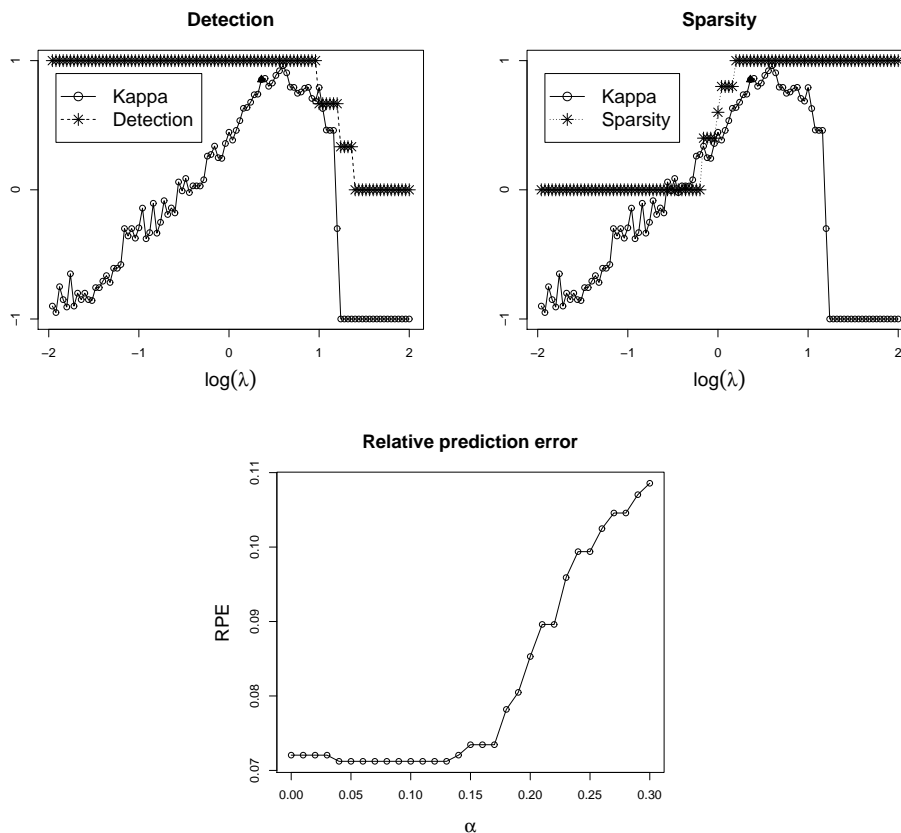 Detection
1
0
−1
Kappa
Detection
−2
−1
0
1
2
log(λ)
Sparsity
1
0
−1
Kappa
Sparsity
−2
−1
0
1
2
log(λ)
Relative prediction error
0.11
0.10
0.09
0.08
0.07
RPE
0.00
0.05
0.10
0.15
0.20
0.25
0.30
α